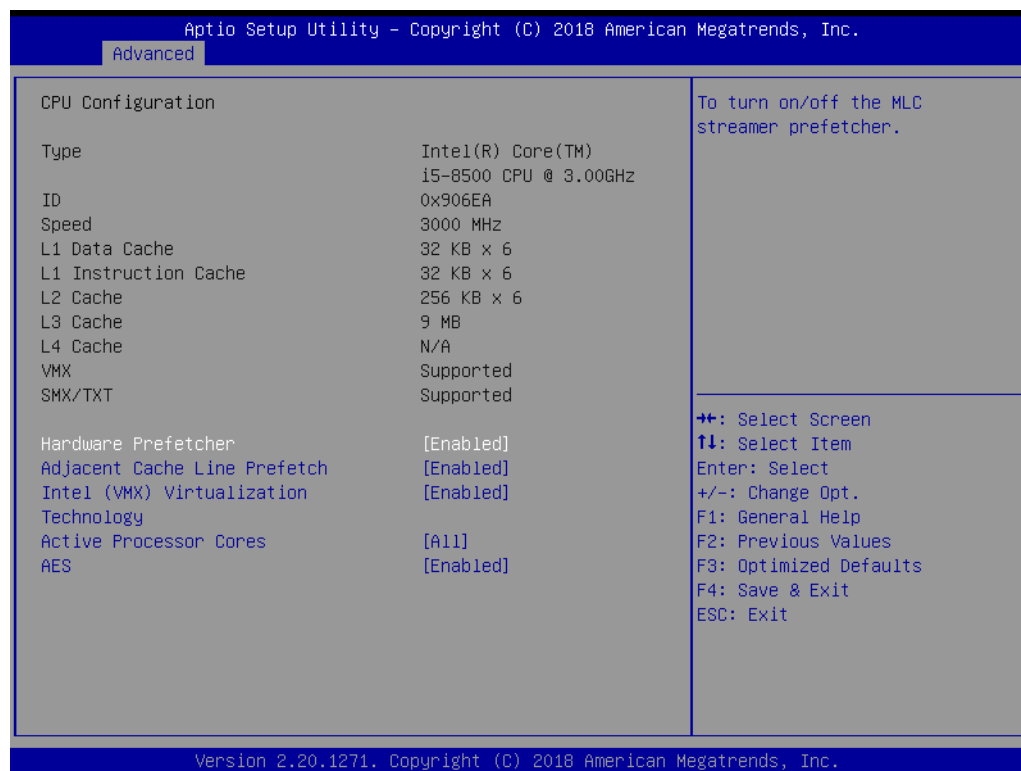 Aptio Setup Utility – Copyright (C) 2018 American Megatrends, Inc.
Advanced
CPU Configuration
Type Intel(R) Core(TM)
i5-8500 CPU @ 3.00GHz
ID 0x906EA
Speed 3000 MHz
L1 Data Cache 32 KB x 6
L1 Instruction Cache 32 KB x 6
L2 Cache 256 KB x 6
L3 Cache 9 MB
L4 Cache N/A
VMX Supported
SMX/TXT Supported
Hardware Prefetcher [Enabled]
Adjacent Cache Line Prefetch [Enabled]
Intel (VMX) Virtualization [Enabled]
Technology
Active Processor Cores [All]
AES [Enabled]
To turn on/off the MLC
streamer prefetcher.
→←: Select Screen
↑↓: Select Item
Enter: Select
+/-: Change Opt.
F1: General Help
F2: Previous Values
F3: Optimized Defaults
F4: Save & Exit
ESC: Exit
Version 2.20.1271. Copyright (C) 2018 American Megatrends, Inc.